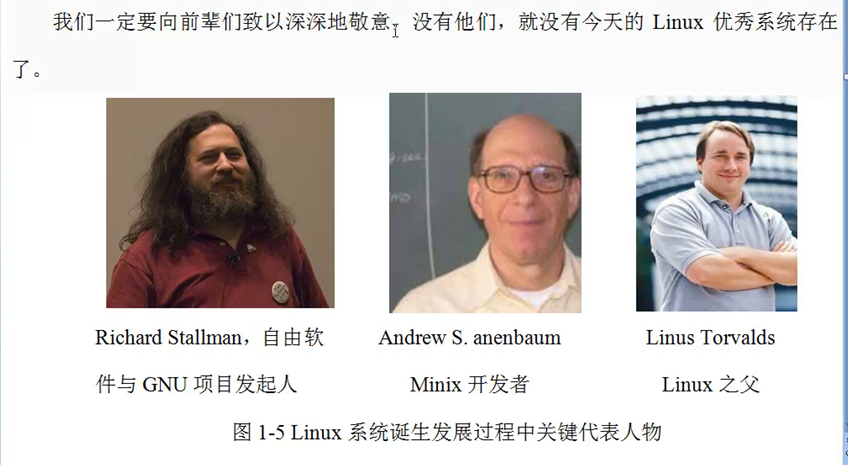 我们一定要向前辈们致以深深地敬意,没有他们，就没有今天的 Linux 优秀系统存在
了。
Richard Stallman，自由软
件与 GNU 项目发起人
Andrew S. anenbaum
Minix 开发者
Linus Torvalds
Linux 之父
图 1-5 Linux 系统诞生发展过程中关键代表人物